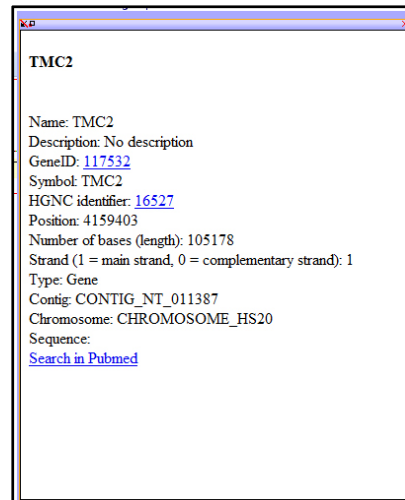 TMC2
Name: TMC2
Description: No description
GeneID: 117532
Symbol: TMC2
HGNC identifier: 16527
Position: 4159403
Number of bases (length): 105178
Strand (1 = main strand, 0 = complementary strand): 1
Type: Gene
Contig: CONTIG_NT_011387
Chromosome: CHROMOSOME_HS20
Sequence:
Search in Pubmed